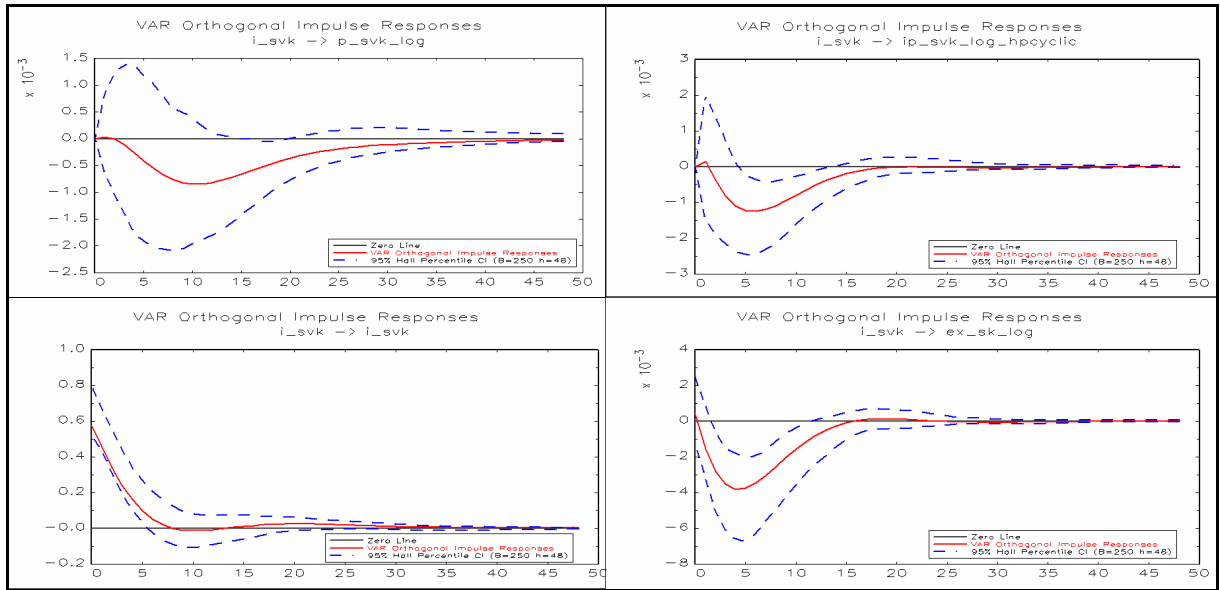 VAR Orthogonal Impulse Responses
i_svk -> p_svk_log
x 10^-3
1.5
1.0
0.5
0.0
-0.5
-1.0
-1.5
-2.0
-2.5
Zero Line
VAR Orthogonal Impulse Responses
95% Hall Percentile CI (B=250 h=48)
0 5 10 15 20 25 30 35 40 45 50
VAR Orthogonal Impulse Responses
i_svk -> ip_svk_log_hpcyclic
x 10^-3
3
2
1
0
-1
-2
-3
Zero Line
VAR Orthogonal Impulse Responses
95% Hall Percentile CI (B=250 h=48)
0 5 10 15 20 25 30 35 40 45 50
VAR Orthogonal Impulse Responses
i_svk -> i_svk
1.0
0.8
0.6
0.4
0.2
-0.0
-0.2
Zero Line
VAR Orthogonal Impulse Responses
95% Hall Percentile CI (B=250 h=48)
0 5 10 15 20 25 30 35 40 45 50
VAR Orthogonal Impulse Responses
i_svk -> ex_sk_log
x 10^-3
4
2
0
-2
-4
-6
-8
Zero Line
VAR Orthogonal Impulse Responses
95% Hall Percentile CI (B=250 h=48)
0 5 10 15 20 25 30 35 40 45 50